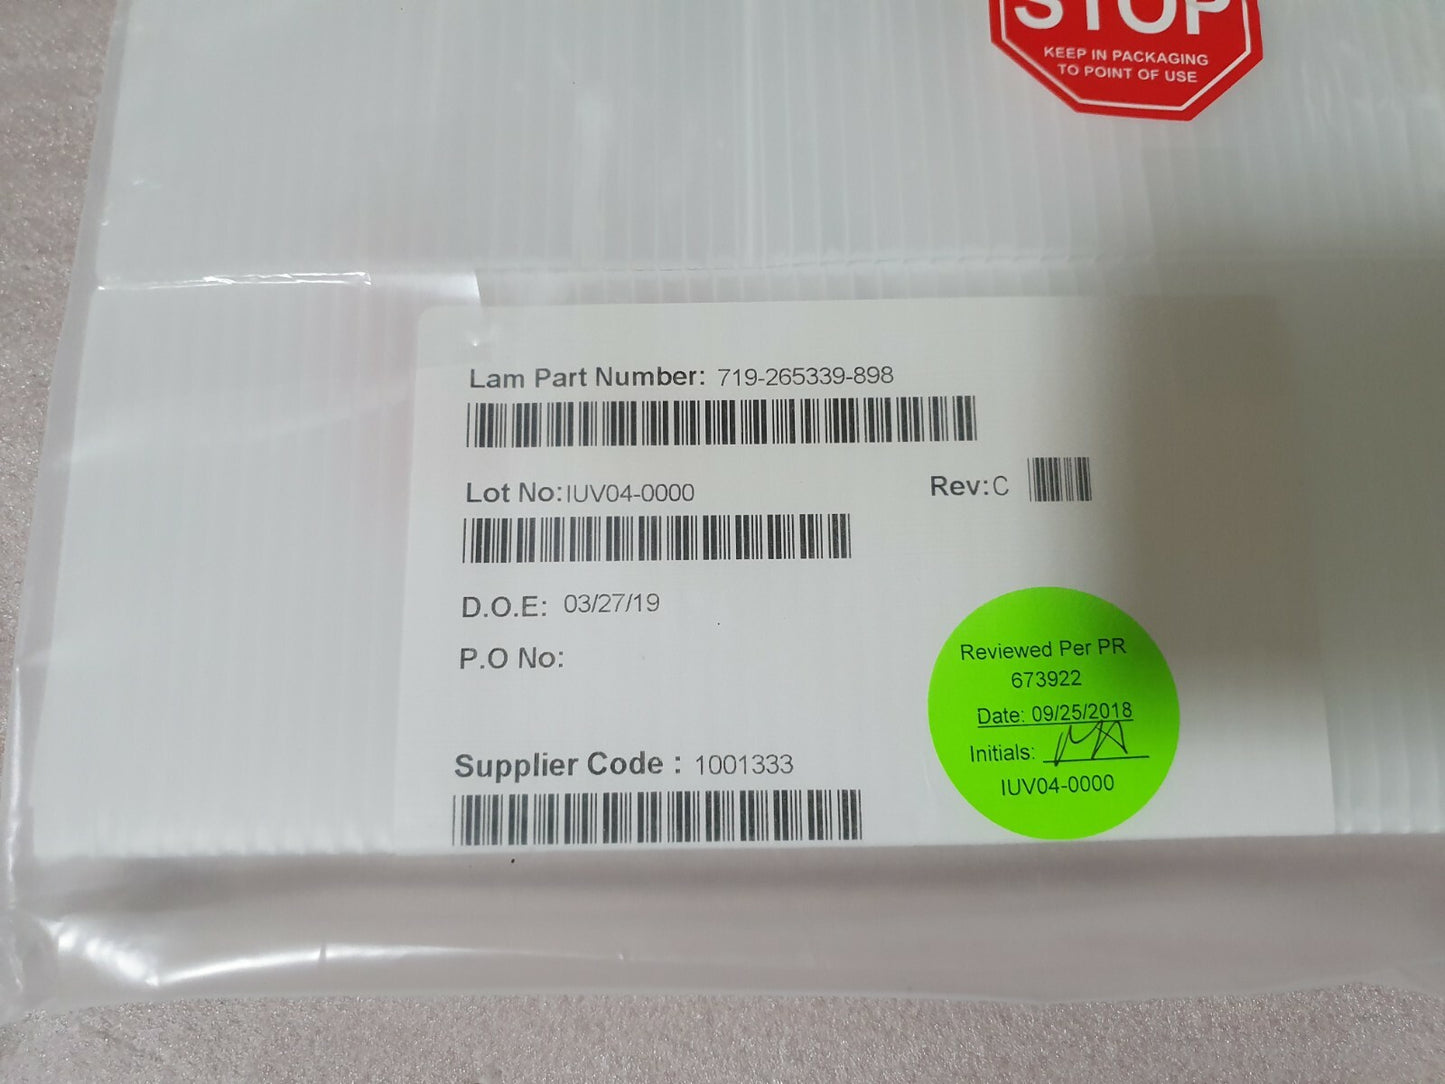 STOP
KEEP IN PACKAGING
TO POINT OF USE
Lam Part Number: 719-265339-898
Lot No: IUV04-0000
Rev: C
D.O.E: 03/27/19
P.O No:
Supplier Code : 1001333
Reviewed Per PR
673922
Date: 09/25/2018
Initials:
IUV04-0000